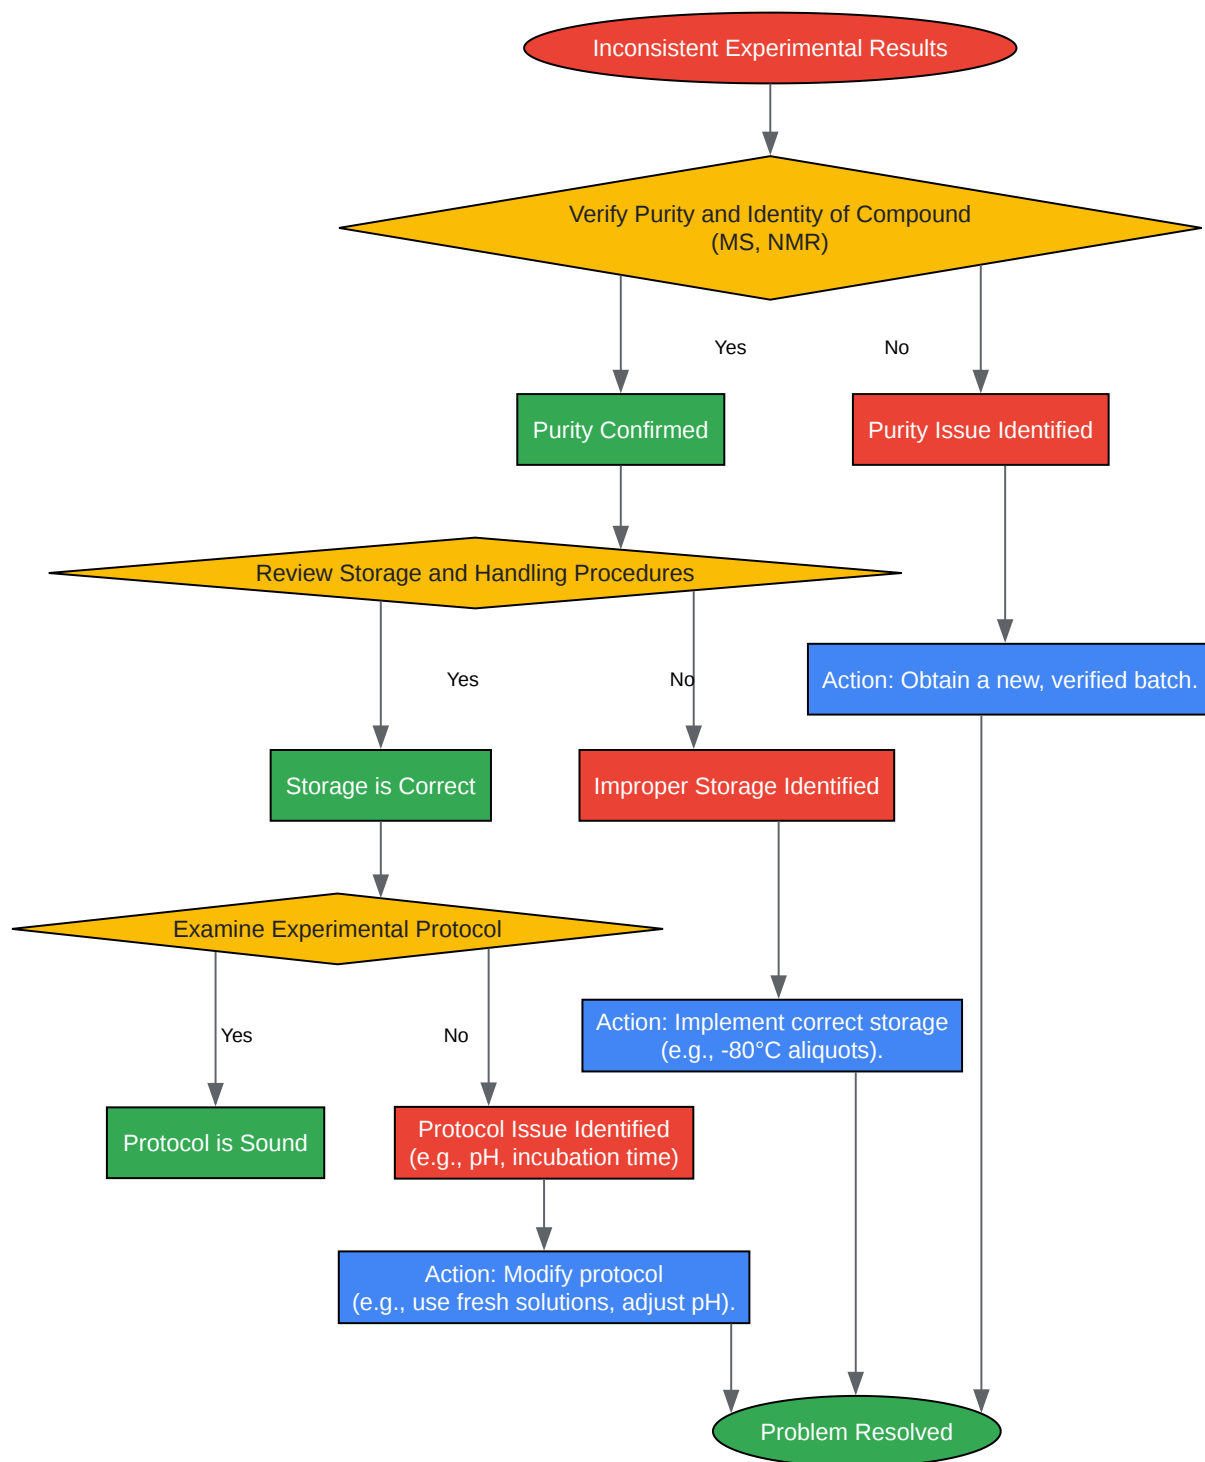 Inconsistent Experimental Results
Verify Purity and Identity of Compound
(MS, NMR)
Yes
No
Purity Confirmed
Purity Issue Identified
Review Storage and Handling Procedures
Yes
No
Action: Obtain a new, verified batch.
Storage is Correct
Improper Storage Identified
Examine Experimental Protocol
Yes
No
Action: Implement correct storage
(e.g., -80°C aliquots).
Protocol is Sound
Protocol Issue Identified
(e.g., pH, incubation time)
Action: Modify protocol
(e.g., use fresh solutions, adjust pH).
Problem Resolved